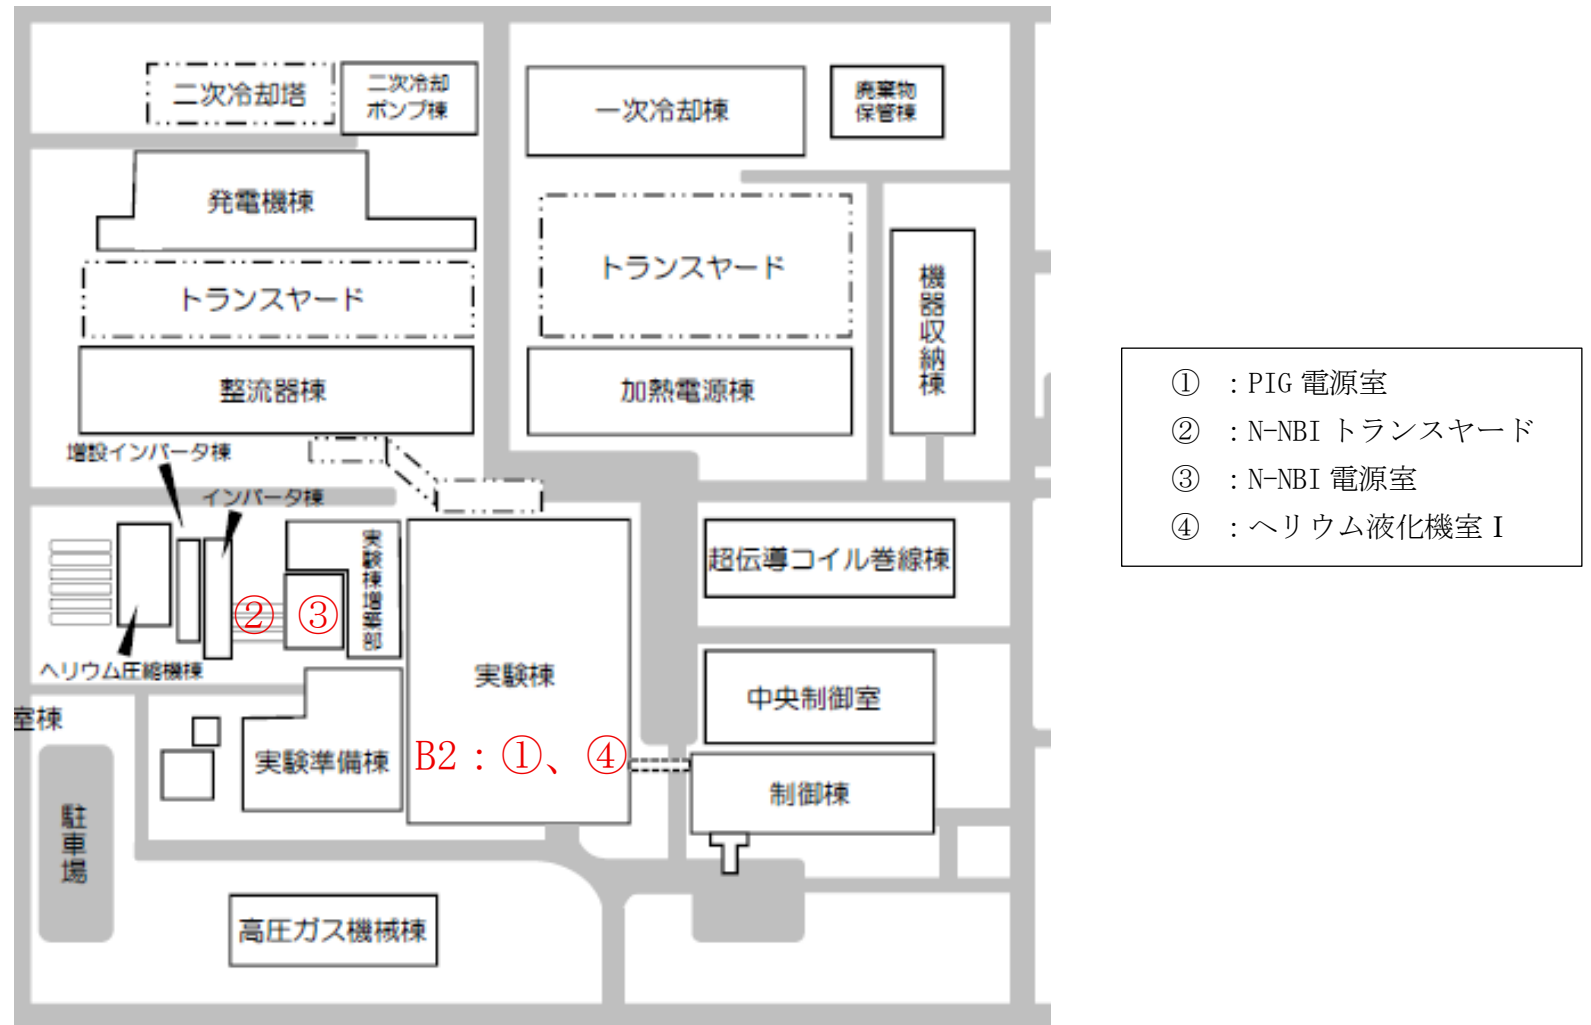 二次冷却塔
二次冷却
ポンプ棟
一次冷却棟
廃棄物
保管棟
発電機棟
トランスヤード
トランスヤード
機器収納棟
整流器棟
加熱電源棟
増設インバータ棟
インバータ棟
実験棟増築部
②
③
ヘリウム圧縮機棟
超伝導コイル巻線棟
実験棟
中央制御室
室棟
実験準備棟
B2：①、④
制御棟
駐車場
高圧ガス機械棟
① ：PIG 電源室
② ：N-NBI トランスヤード
③ ：N-NBI 電源室
④ ：ヘリウム液化機室 I